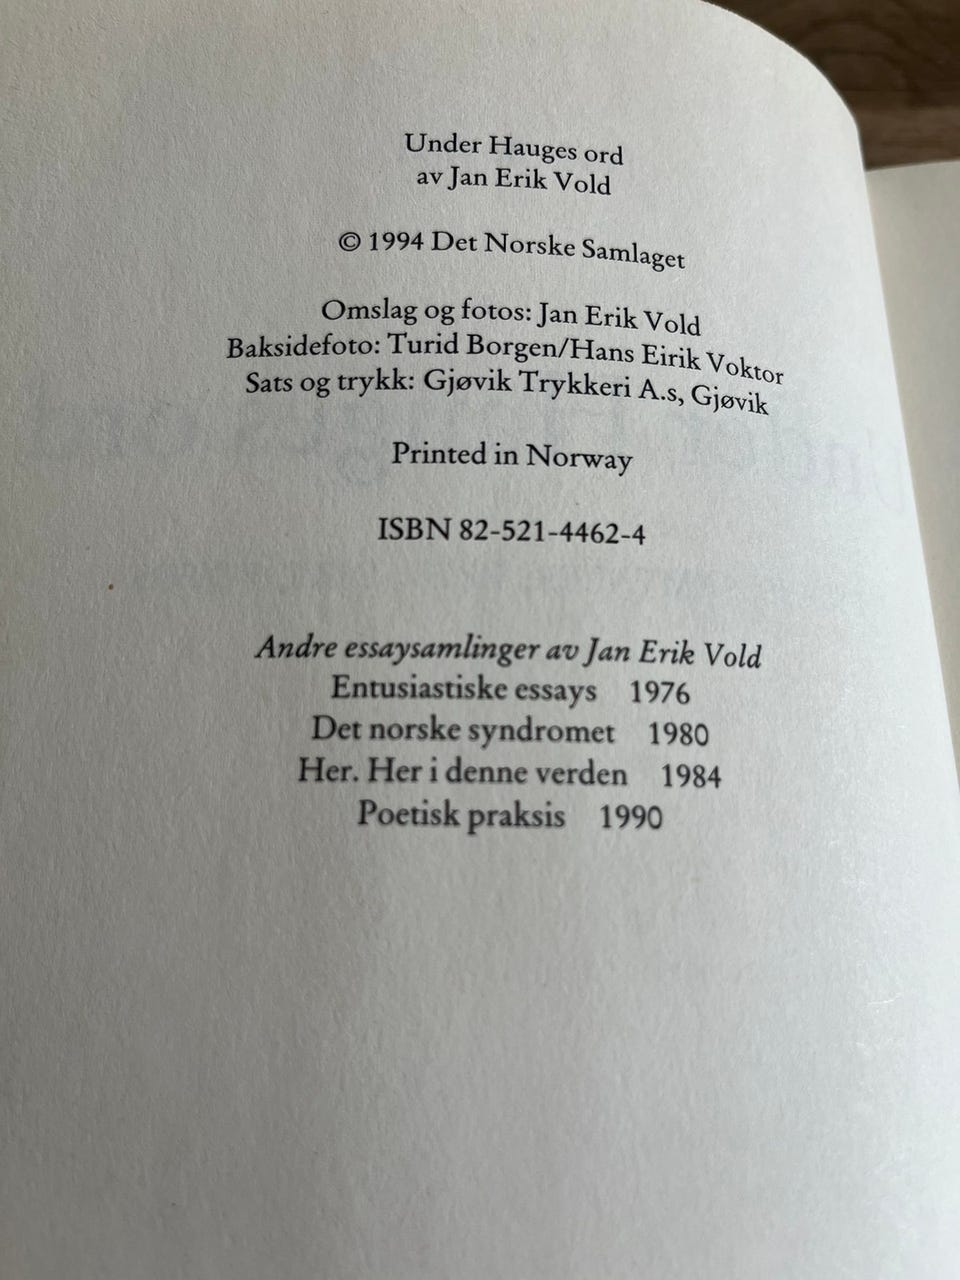 Under Hauges ord
av Jan Erik Vold
© 1994 Det Norske Samlaget
Omslag og fotos: Jan Erik Vold
Baksidefoto: Turid Borgen/Hans Eirik Voktor
Sats og trykk: Gjøvik Trykkeri A.s, Gjøvik
Printed in Norway
ISBN 82-521-4462-4
Andre essaysamlinger av Jan Erik Vold
Entusiastiske essays 1976
Det norske syndromet 1980
Her. Her i denne verden 1984
Poetisk praksis 1990